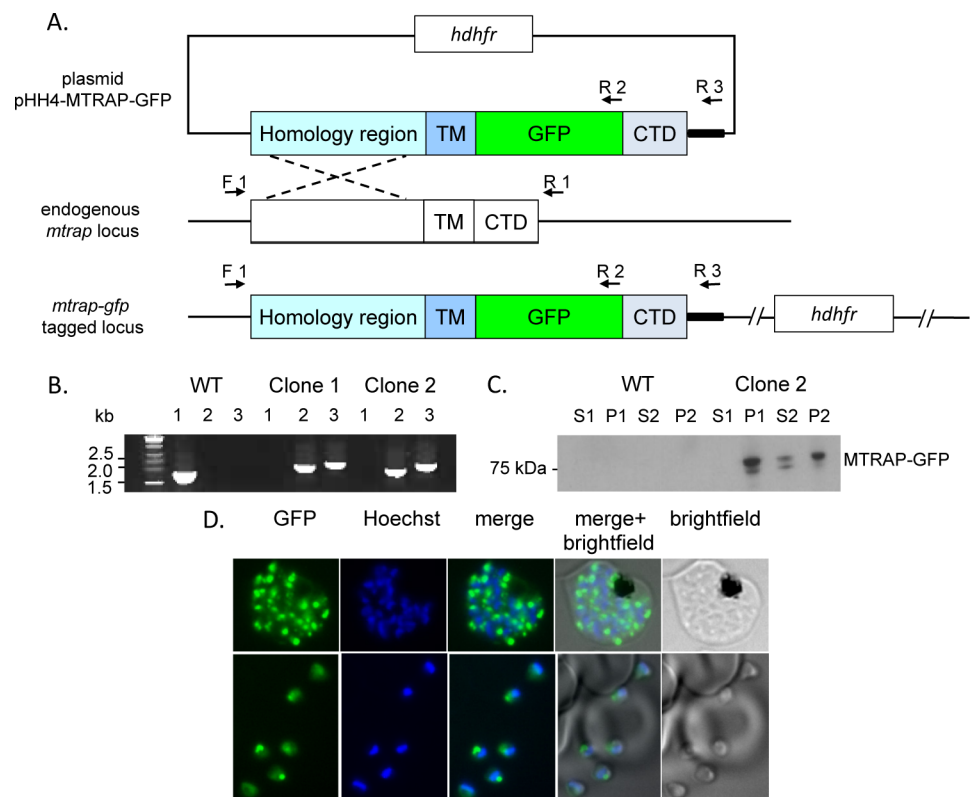 A.
hdhfr
plasmid
pHH4-MTRAP-GFP
R 2
R 3
Homology region
TM
GFP
CTD
F 1
R 1
endogenous
mtrap locus
TM
CTD
F 1
R 2
R 3
mtrap-gfp
tagged locus
Homology region
TM
GFP
CTD
hdhfr
B.
WT
Clone 1
Clone 2
kb
1 2 3 1 2 3 1 2 3
2.5
2.0
1.5
C.
WT
Clone 2
S1 P1 S2 P2 S1 P1 S2 P2
75 kDa
MTRAP-GFP
D.
GFP
Hoechst
merge
merge+
brightfield
brightfield